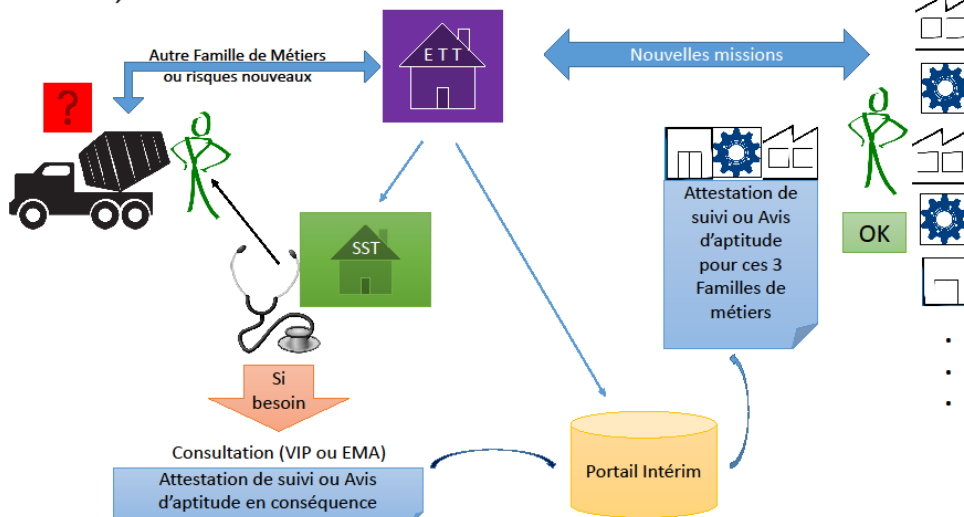 Autre Famille de Métiers
ou risques nouveaux
ETT
Nouvelles missions
?
SST
Attestation de
suivi ou Avis
d'aptitude
pour ces 3
Familles de
métiers
OK
Si
besoin
Consultation (VIP ou EMA)
Attestation de suivi ou Avis
d'aptitude en conséquence
Portail Intérim